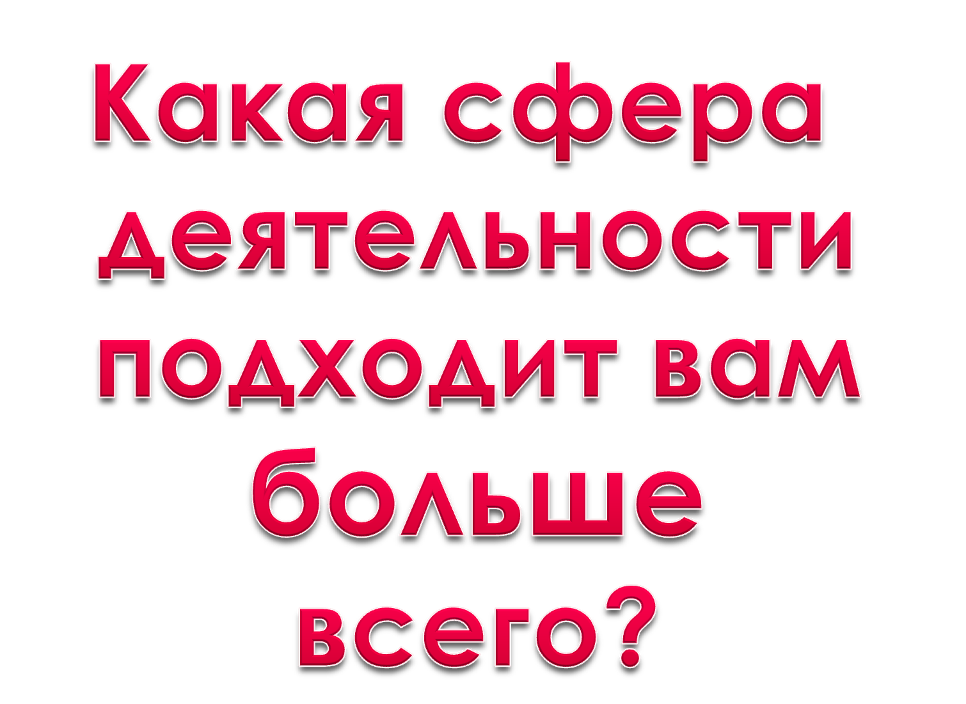 Какая сфера
деятельности
подходит вам
больше
всего?